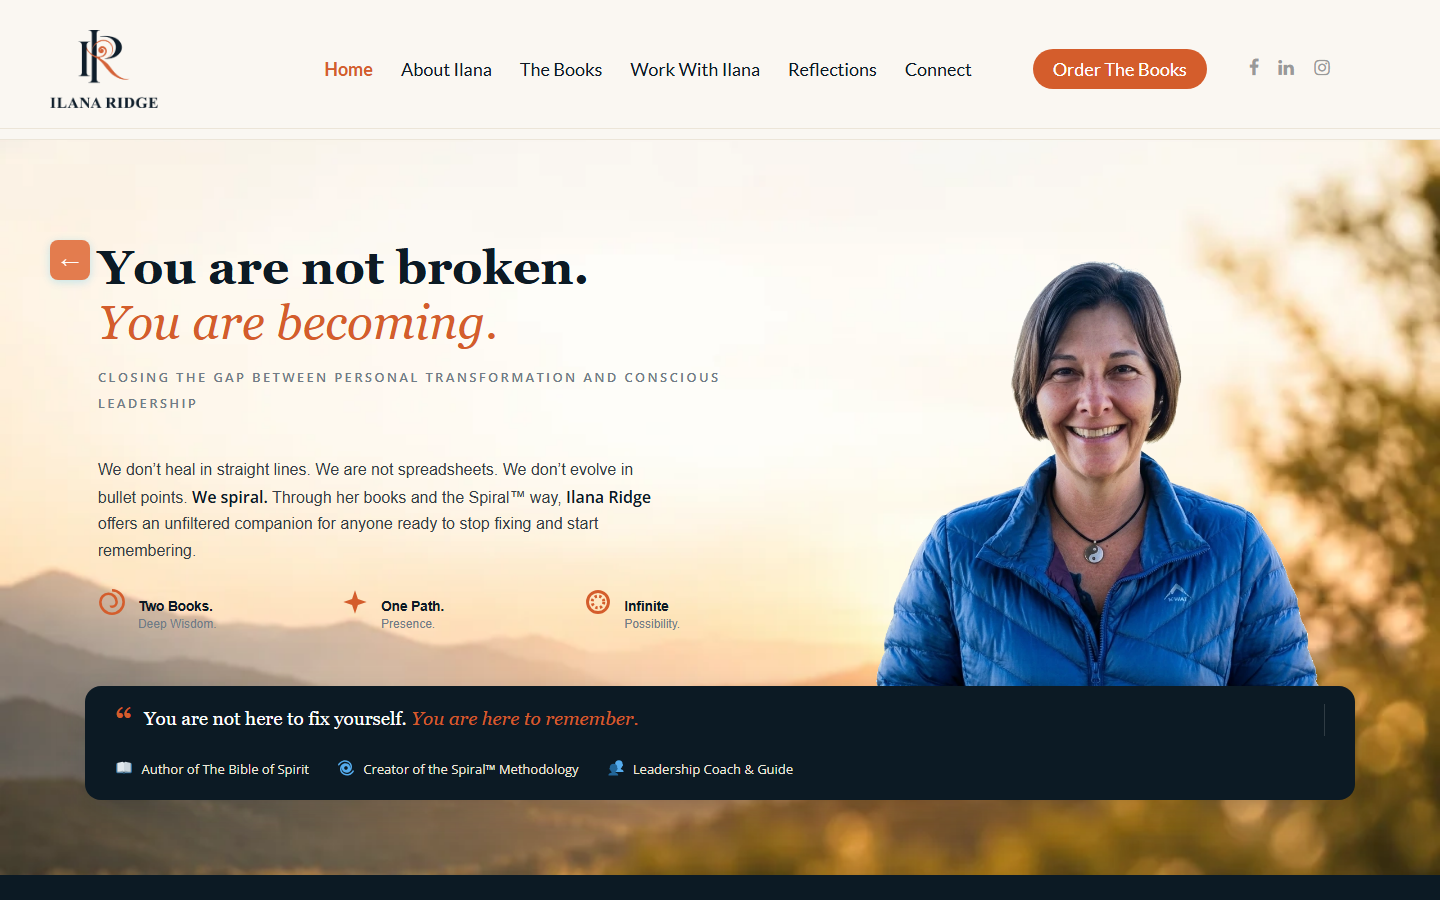 ILANA RIDGE
Home
About Ilana
The Books
Work With Ilana
Reflections
Connect
Order The Books
You are not broken.
You are becoming.
CLOSING THE GAP BETWEEN PERSONAL TRANSFORMATION AND CONSCIOUS
LEADERSHIP
We don’t heal in straight lines. We are not spreadsheets. We don’t evolve in
bullet points. We spiral. Through her books and the Spiral™ way, Ilana Ridge
offers an unfiltered companion for anyone ready to stop fixing and start
remembering.
Two Books.
Deep Wisdom.
One Path.
Presence.
Infinite
Possibility.
“ You are not here to fix yourself. You are here to remember.
Author of The Bible of Spirit
Creator of the Spiral™ Methodology
Leadership Coach & Guide